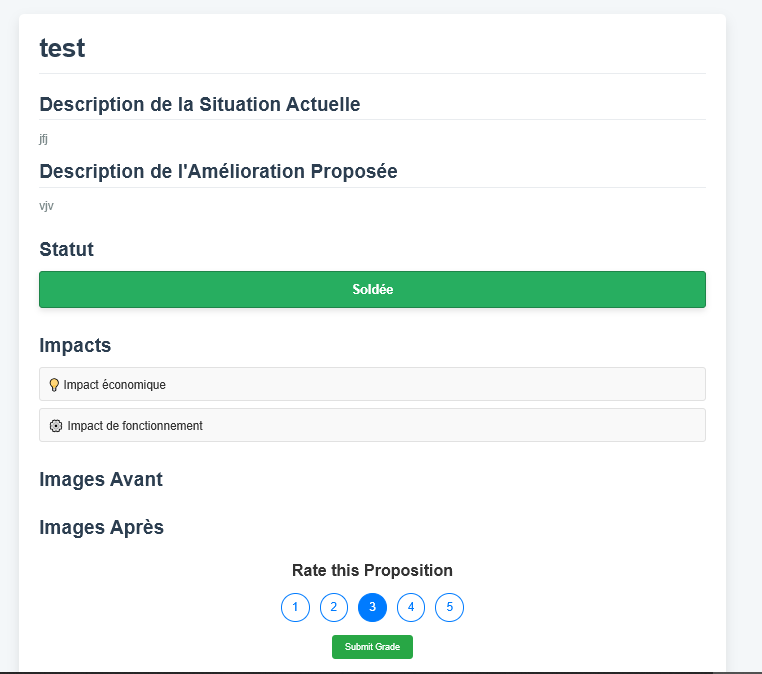 test
Description de la Situation Actuelle
jfj
Description de l'Amélioration Proposée
vjv
Statut
Soldée
Impacts
Impact économique
Impact de fonctionnement
Images Avant
Images Après
Rate this Proposition
1 2 3 4 5
Submit Grade